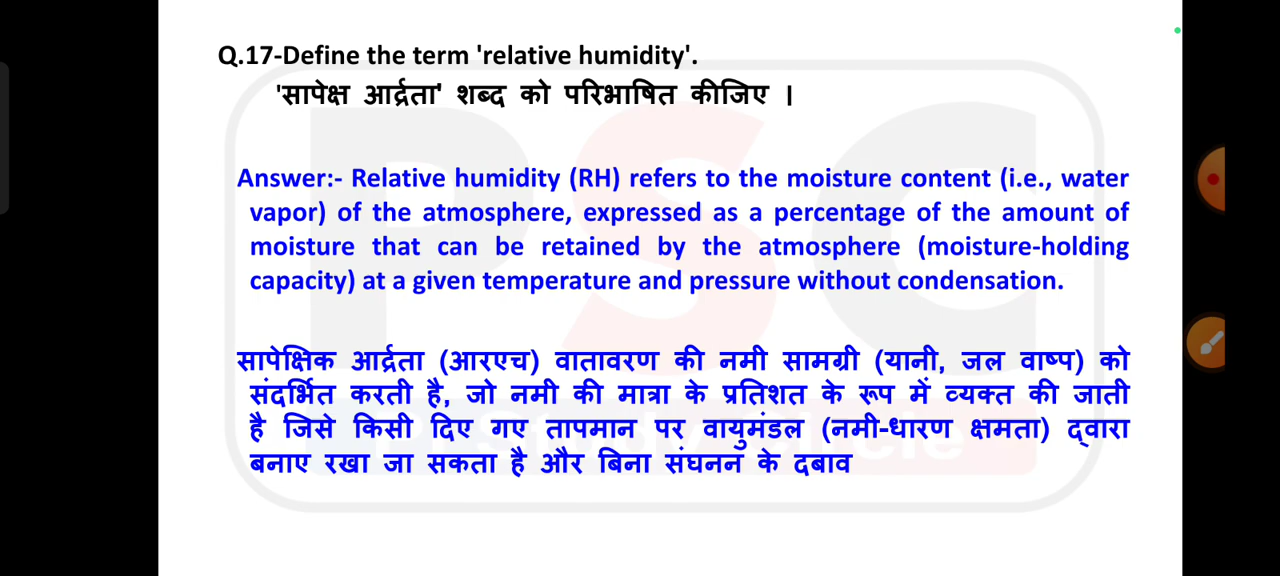 Q.17-Define the term 'relative humidity'.
'सापेक्ष आर्द्रता' शब्द को परिभाषित कीजिए ।
Answer:- Relative humidity (RH) refers to the moisture content (i.e., water
vapor) of the atmosphere, expressed as a percentage of the amount of
moisture that can be retained by the atmosphere (moisture-holding
capacity) at a given temperature and pressure without condensation.
सापेक्षिक आर्द्रता (आरएच) वातावरण की नमी सामग्री (यानी, जल वाष्प) को
संदर्भित करती है, जो नमी की मात्रा के प्रतिशत के रूप में व्यक्त की जाती
है जिसे किसी दिए गए तापमान पर वायुमंडल (नमी-धारण क्षमता) द्वारा
बनाए रखा जा सकता है और बिना संघनन के दबाव
PSC